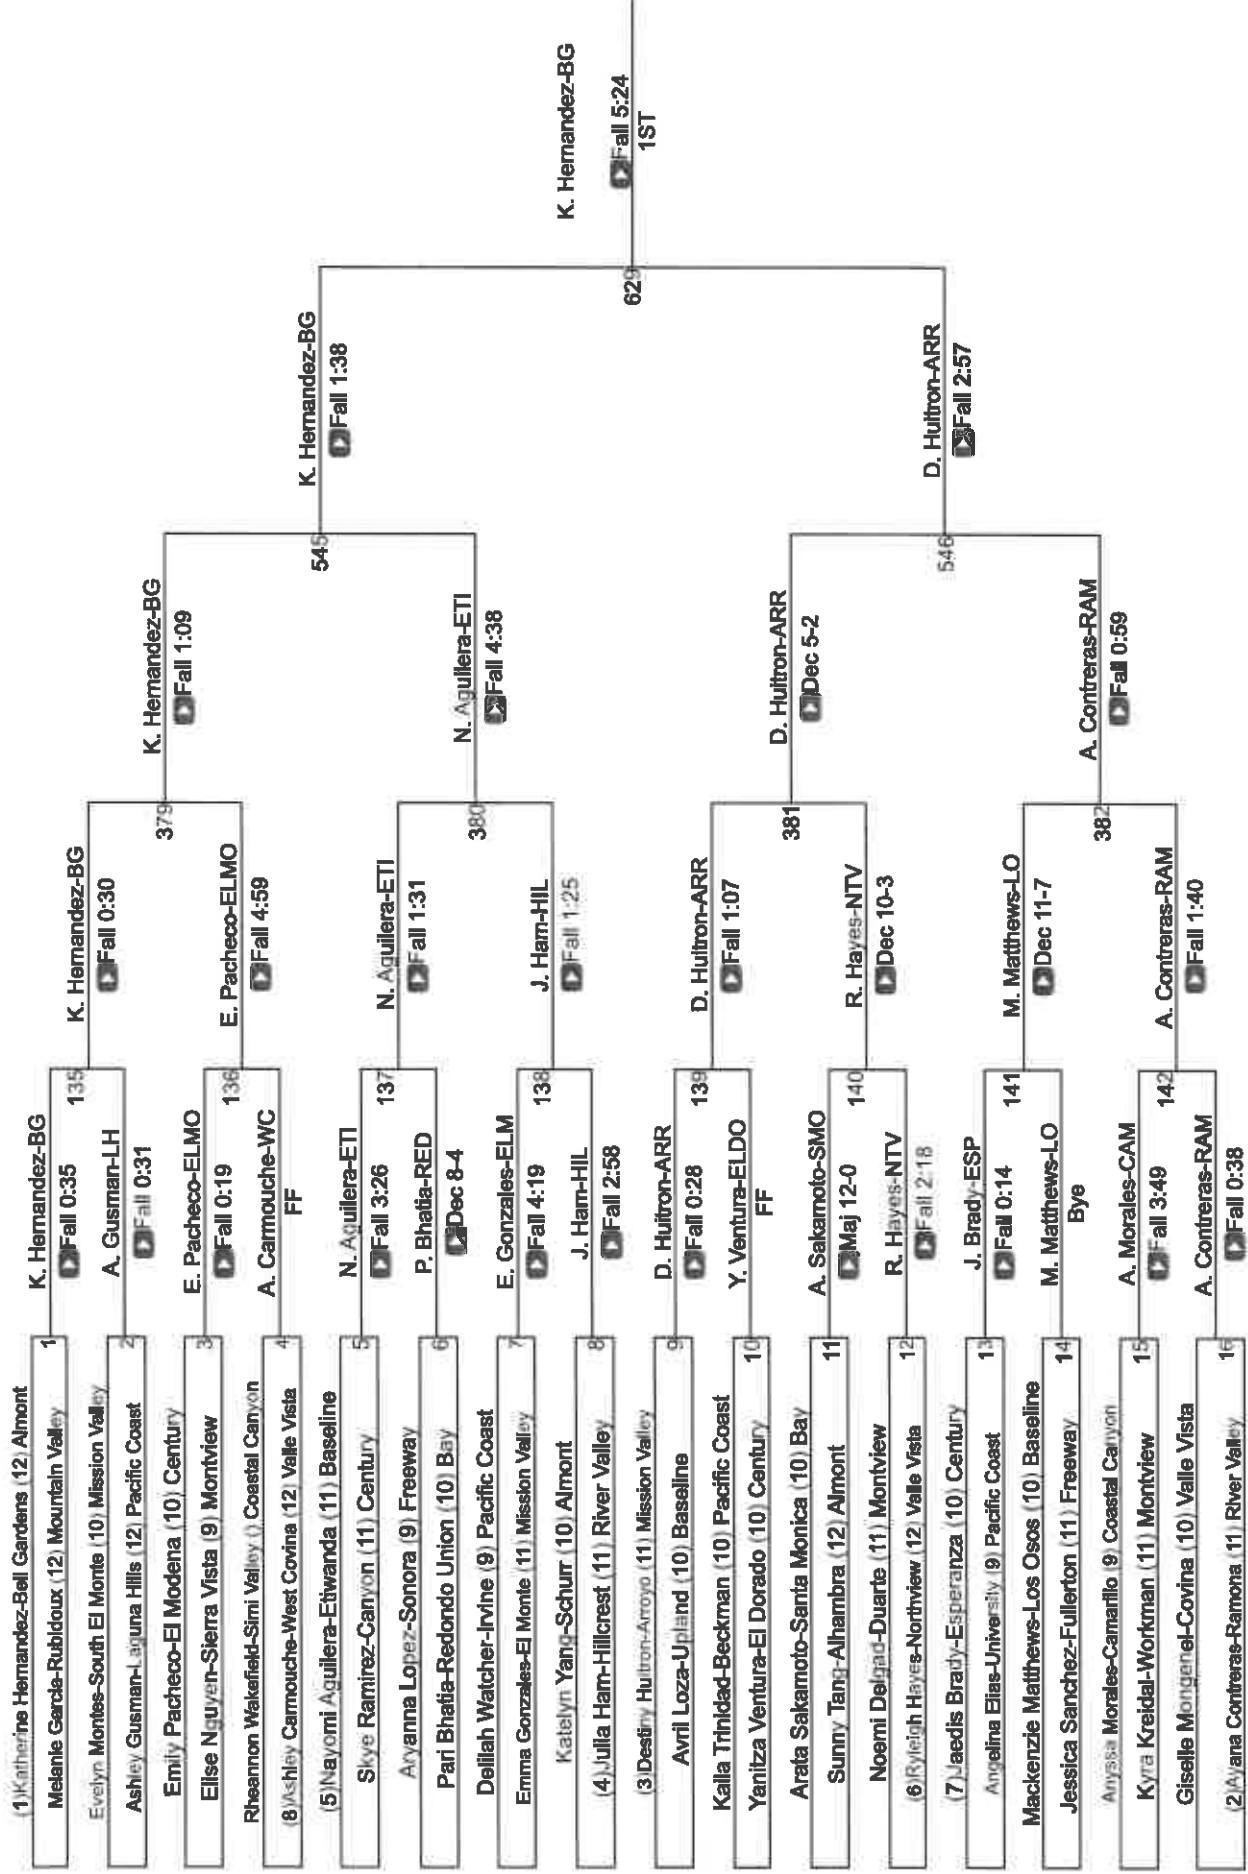 (1)Katherine Hernandez-Bell Gardens (12) Almont
1
Melanie Garcia-Rubidoux (12) Mountain Valley
Evelyn Montes-South El Monte (10) Mission Valley
2
Ashley Gusman-Laguna Hills (12) Pacific Coast
Emily Pacheco-El Modena (10) Century
3
Elise Nguyen-Sierra Vista (9) Montview
Rheannon Wakefield-Simi Valley () Coastal Canyon
4
(8)Ashley Carmouche-West Covina (12) Valle Vista
(5)Nayomi Aguilera-Etiwanda (11) Baseline
5
Skye Ramirez-Canyon (11) Century
Aryanna Lopez-Sonora (9) Freeway
6
Pari Bhatia-Redondo Union (10) Bay
Delilah Watcher-Irvine (9) Pacific Coast
7
Emma Gonzales-El Monte (11) Mission Valley
Katelyn Yang-Schurr (10) Almont
8
(4)Julia Ham-Hillcrest (11) River Valley
(3)Destiny Huitron-Arroyo (11) Mission Valley
9
Avril Loza-Upland (10) Baseline
Kaila Trinidad-Beckman (10) Pacific Coast
10
Yanitza Ventura-El Dorado (10) Century
Arata Sakamoto-Santa Monica (10) Bay
11
Sunny Tang-Alhambra (12) Almont
Noemi Delgad-Duarte (11) Montview
12
(6)Ryleigh Hayes-Northview (12) Valle Vista
(7)Jaedis Brady-Esperanza (10) Century
13
Angelina Elias-University (9) Pacific Coast
Mackenzie Matthews-Los Osos (10) Baseline
14
Jessica Sanchez-Fullerton (11) Freeway
Anyssa Morales-Camarillo (9) Coastal Canyon
15
Kyra Kreidal-Workman (11) Montview
Giselle Mongenel-Covina (10) Valle Vista
16
(2)Ayana Contreras-Ramona (11) River Valley
K. Hernandez-BG
Fall 0:35
135
A. Gusman-LH
Fall 0:31
E. Pacheco-ELMO
Fall 0:19
136
A. Carmouche-WC
FF
N. Aguilera-ETI
Fall 3:26
137
P. Bhatia-RED
Dec 8-4
E. Gonzales-ELM
Fall 4:19
138
J. Ham-HIL
Fall 2:58
D. Huitron-ARR
Fall 0:28
139
Y. Ventura-ELDO
FF
A. Sakamoto-SMO
Maj 12-0
140
R. Hayes-NTV
Fall 2:18
J. Brady-ESP
Fall 0:14
141
M. Matthews-LO
Bye
A. Morales-CAM
Fall 3:49
142
A. Contreras-RAM
Fall 0:38
K. Hernandez-BG
Fall 0:30
379
E. Pacheco-ELMO
Fall 4:59
N. Aguilera-ETI
Fall 1:31
380
J. Ham-HIL
Fall 1:25
D. Huitron-ARR
Fall 1:07
381
R. Hayes-NTV
Dec 10-3
M. Matthews-LO
Dec 11-7
382
A. Contreras-RAM
Fall 1:40
K. Hernandez-BG
Fall 1:09
545
N. Aguilera-ETI
Fall 4:38
D. Huitron-ARR
Dec 5-2
546
A. Contreras-RAM
Fall 0:59
K. Hernandez-BG
Fall 1:38
629
D. Huitron-ARR
Fall 2:57
K. Hernandez-BG
Fall 5:24
1ST